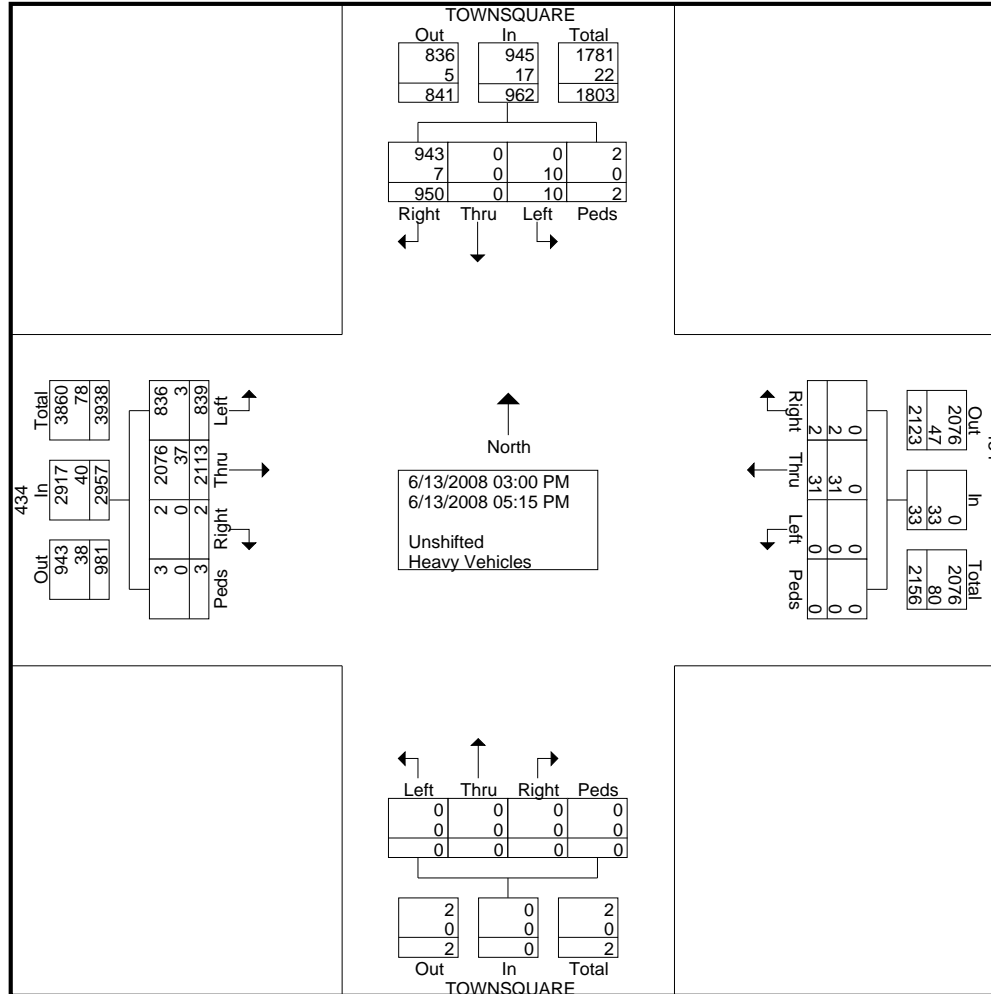 TOWNSQUARE
Out In Total
836 945 1781
5 17 22
841 962 1803
943 0 0 2
7 0 10 0
950 0 10 2
Right Thru Left Peds
434
Total In Out
3860 2917 943
78 40 38
3938 2957 981
Left Thru Right Peds
836 2076 2 3
3 37 0 0
839 2113 2 3
North
6/13/2008 03:00 PM
6/13/2008 05:15 PM
Unshifted
Heavy Vehicles
Right Thru Left Peds
0 0 0 0
2 31 0 0
2 31 0 0
Out In Total
2076 0 2076
47 33 80
2123 33 2156
Left Thru Right Peds
0 0 0 0
0 0 0 0
0 0 0 0
2 0 2
0 0 0
2 0 2
Out In Total
TOWNSQUARE